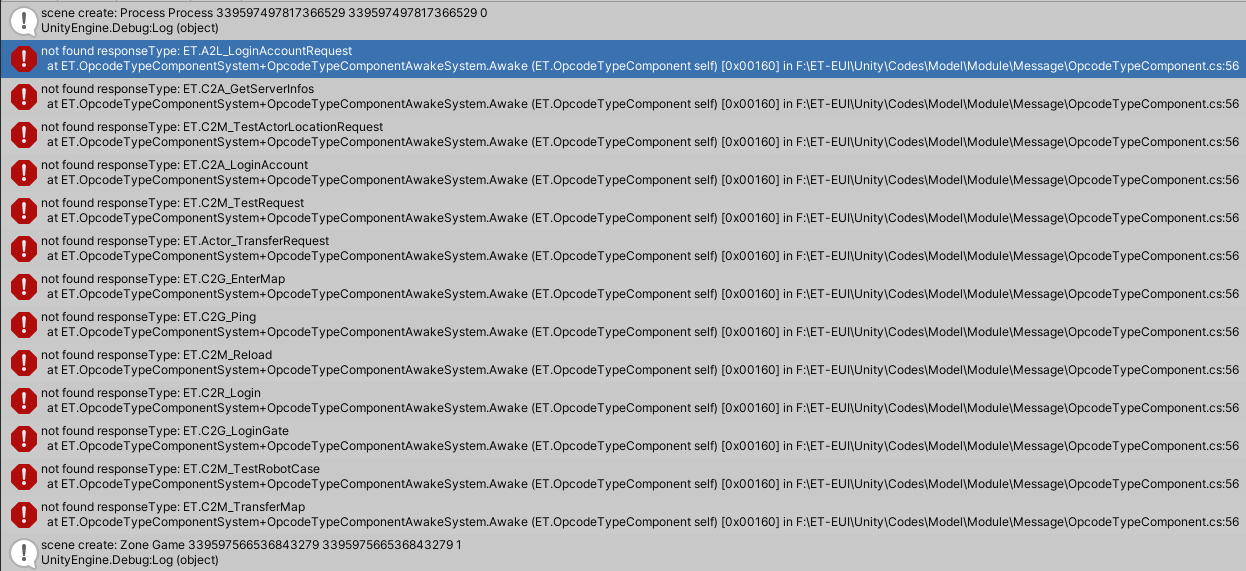 scene create: Process Process 339597497817366529 339597497817366529 0
UnityEngine.Debug:Log (object)
not found responseType: ET.A2L_LoginAccountRequest
at ET.OpcodeTypeComponentSystem+OpcodeTypeComponentAwakeSystem.Awake (ET.OpcodeTypeComponent self) [0x00160] in F:\ET-EUI\Unity\Codes\Model\Module\Message\OpcodeTypeComponent.cs:56
not found responseType: ET.C2A_GetServerInfos
at ET.OpcodeTypeComponentSystem+OpcodeTypeComponentAwakeSystem.Awake (ET.OpcodeTypeComponent self) [0x00160] in F:\ET-EUI\Unity\Codes\Model\Module\Message\OpcodeTypeComponent.cs:56
not found responseType: ET.C2M_TestActorLocationRequest
at ET.OpcodeTypeComponentSystem+OpcodeTypeComponentAwakeSystem.Awake (ET.OpcodeTypeComponent self) [0x00160] in F:\ET-EUI\Unity\Codes\Model\Module\Message\OpcodeTypeComponent.cs:56
not found responseType: ET.C2A_LoginAccount
at ET.OpcodeTypeComponentSystem+OpcodeTypeComponentAwakeSystem.Awake (ET.OpcodeTypeComponent self) [0x00160] in F:\ET-EUI\Unity\Codes\Model\Module\Message\OpcodeTypeComponent.cs:56
not found responseType: ET.C2M_TestRequest
at ET.OpcodeTypeComponentSystem+OpcodeTypeComponentAwakeSystem.Awake (ET.OpcodeTypeComponent self) [0x00160] in F:\ET-EUI\Unity\Codes\Model\Module\Message\OpcodeTypeComponent.cs:56
not found responseType: ET.Actor_TransferRequest
at ET.OpcodeTypeComponentSystem+OpcodeTypeComponentAwakeSystem.Awake (ET.OpcodeTypeComponent self) [0x00160] in F:\ET-EUI\Unity\Codes\Model\Module\Message\OpcodeTypeComponent.cs:56
not found responseType: ET.C2G_EnterMap
at ET.OpcodeTypeComponentSystem+OpcodeTypeComponentAwakeSystem.Awake (ET.OpcodeTypeComponent self) [0x00160] in F:\ET-EUI\Unity\Codes\Model\Module\Message\OpcodeTypeComponent.cs:56
not found responseType: ET.C2G_Ping
at ET.OpcodeTypeComponentSystem+OpcodeTypeComponentAwakeSystem.Awake (ET.OpcodeTypeComponent self) [0x00160] in F:\ET-EUI\Unity\Codes\Model\Module\Message\OpcodeTypeComponent.cs:56
not found responseType: ET.C2M_Reload
at ET.OpcodeTypeComponentSystem+OpcodeTypeComponentAwakeSystem.Awake (ET.OpcodeTypeComponent self) [0x00160] in F:\ET-EUI\Unity\Codes\Model\Module\Message\OpcodeTypeComponent.cs:56
not found responseType: ET.C2R_Login
at ET.OpcodeTypeComponentSystem+OpcodeTypeComponentAwakeSystem.Awake (ET.OpcodeTypeComponent self) [0x00160] in F:\ET-EUI\Unity\Codes\Model\Module\Message\OpcodeTypeComponent.cs:56
not found responseType: ET.C2G_LoginGate
at ET.OpcodeTypeComponentSystem+OpcodeTypeComponentAwakeSystem.Awake (ET.OpcodeTypeComponent self) [0x00160] in F:\ET-EUI\Unity\Codes\Model\Module\Message\OpcodeTypeComponent.cs:56
not found responseType: ET.C2M_TestRobotCase
at ET.OpcodeTypeComponentSystem+OpcodeTypeComponentAwakeSystem.Awake (ET.OpcodeTypeComponent self) [0x00160] in F:\ET-EUI\Unity\Codes\Model\Module\Message\OpcodeTypeComponent.cs:56
not found responseType: ET.C2M_TransferMap
at ET.OpcodeTypeComponentSystem+OpcodeTypeComponentAwakeSystem.Awake (ET.OpcodeTypeComponent self) [0x00160] in F:\ET-EUI\Unity\Codes\Model\Module\Message\OpcodeTypeComponent.cs:56
scene create: Zone Game 339597566536843279 339597566536843279 1
UnityEngine.Debug:Log (object)